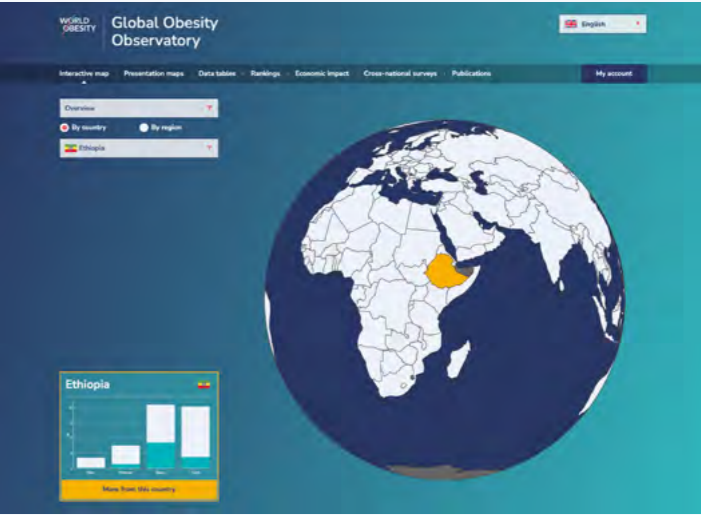 WORLD
OBESITY
Global Obesity
Observatory
English
Interactive map
Presentation maps
Data tables
Rankings
Economic impact
Cross-national surveys
Publications
My account
Overview
By country
By region
Ethiopia
Ethiopia
More from this country